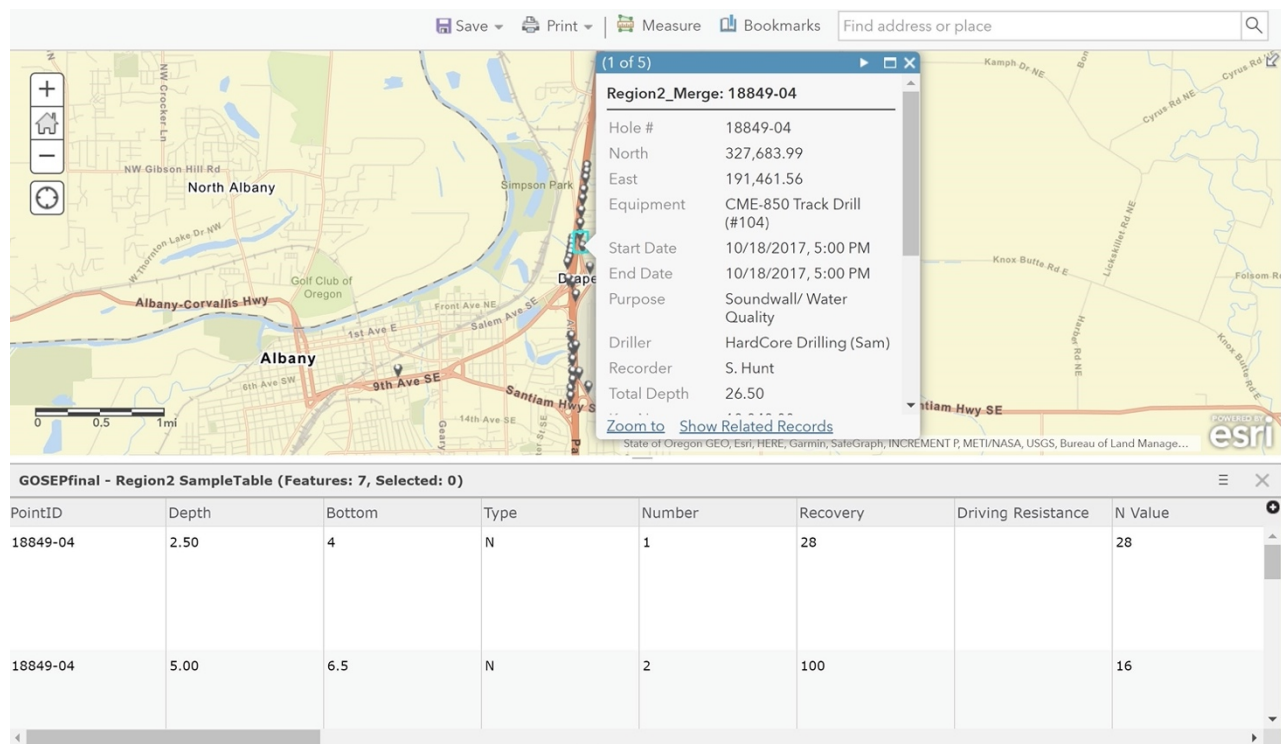 Save
Print
Measure
Bookmarks
Find address or place
(1 of 5)
Region2_Merge: 18849-04
Hole # 18849-04
North 327,683.99
East 191,461.56
Equipment CME-850 Track Drill
(#104)
Start Date 10/18/2017, 5:00 PM
End Date 10/18/2017, 5:00 PM
Purpose Soundwall/ Water
Quality
Driller HardCore Drilling (Sam)
Recorder S. Hunt
Total Depth 26.50
Zoom to Show Related Records
NW Crocker Ln
NW Gibson Hill Rd
North Albany
Simpson Park
W Thornton Lake Dr NW
Golf Club of
Oregon
Drape
Albany-Corvallis Hwy
Front Ave NE
Salem Ave SE
1st Ave E
Albany
6th Ave SW
9th Ave SE
Santiam Hwy S
14th Ave SE
Geary
Kamph Dr NE
Cyrus Rd NE
Lickskillet Rd NE
Knox Butte Rd E
Folsom R
Harber Rd NE
Knox Butte Rd E
tiam Hwy SE
0 0.5 1mi
State of Oregon GEO, Esri, HERE, Garmin, SafeGraph, INCREMENT P, METI/NASA, USGS, Bureau of Land Manage...
POWERED BY
esri
GOSEPfinal - Region2 SampleTable (Features: 7, Selected: 0)
PointID Depth Bottom Type Number Recovery Driving Resistance N Value
18849-04 2.50 4 N 1 28 28
18849-04 5.00 6.5 N 2 100 16